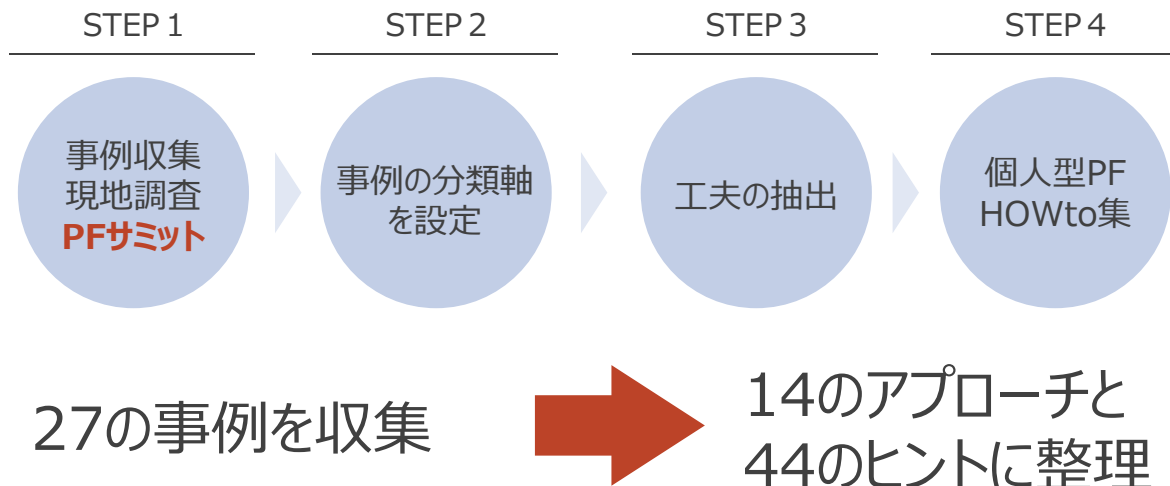 STEP 1
STEP 2
STEP 3
STEP 4
事例収集
現地調査
PFサミット
事例の分類軸
を設定
工夫の抽出
個人型PF
HOWto集
27の事例を収集
14のアプローチと
44のヒントに整理